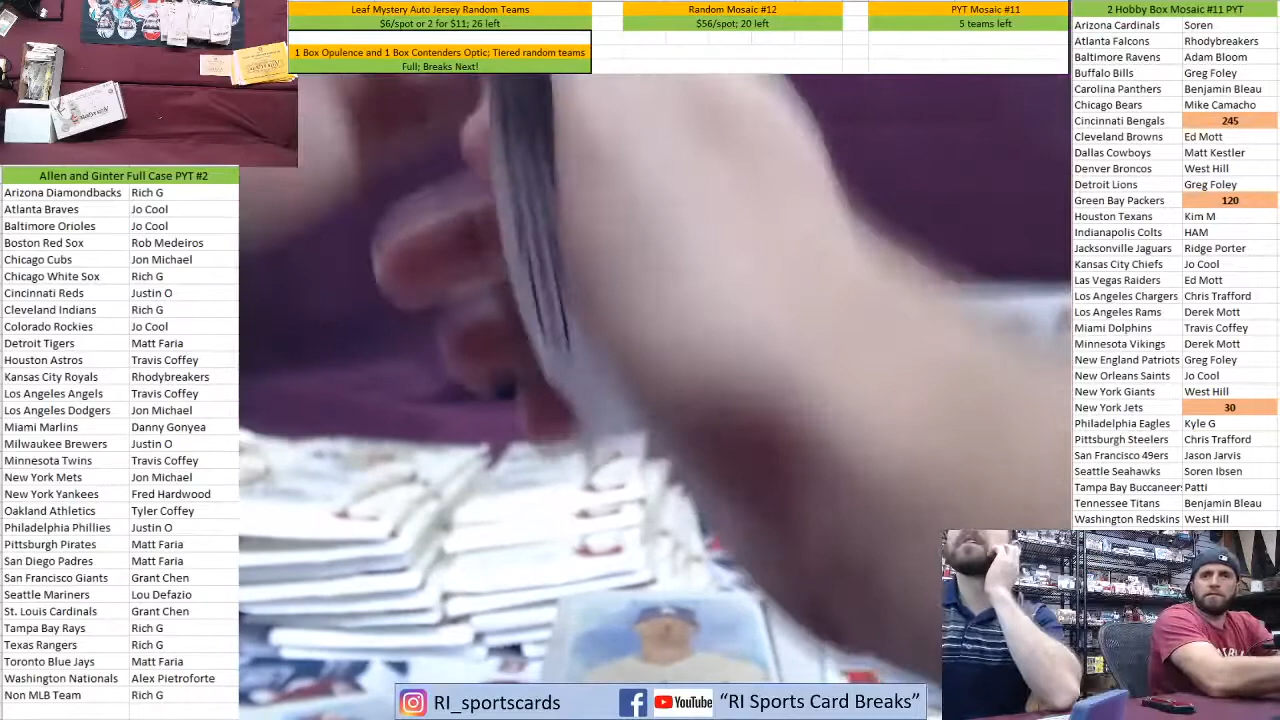 Leaf Mystery Auto Jersey Random Teams
$6/spot or 2 for $11; 26 left
1 Box Opulence and 1 Box Contenders Optic; Tiered random teams
Full; Breaks Next!
Random Mosaic #12
$56/spot; 20 left
PYT Mosaic #11
5 teams left
2 Hobby Box Mosaic #11 PYT
Arizona Cardinals Soren
Atlanta Falcons Rhodybreakers
Baltimore Ravens Adam Bloom
Buffalo Bills Greg Foley
Carolina Panthers Benjamin Bleau
Chicago Bears Mike Camacho
Cincinnati Bengals 245
Cleveland Browns Ed Mott
Dallas Cowboys Matt Kestler
Denver Broncos West Hill
Detroit Lions Greg Foley
Green Bay Packers 120
Houston Texans Kim M
Indianapolis Colts HAM
Jacksonville Jaguars Ridge Porter
Kansas City Chiefs Jo Cool
Las Vegas Raiders Ed Mott
Los Angeles Chargers Chris Trafford
Los Angeles Rams Derek Mott
Miami Dolphins Travis Coffey
Minnesota Vikings Derek Mott
New England Patriots Greg Foley
New Orleans Saints Jo Cool
New York Giants West Hill
New York Jets 30
Philadelphia Eagles Kyle G
Pittsburgh Steelers Chris Trafford
San Francisco 49ers Jason Jarvis
Seattle Seahawks Soren Ibsen
Tampa Bay Buccaneer Patti
Tennessee Titans Benjamin Bleau
Washington Redskins West Hill
Allen and Ginter Full Case PYT #2
Arizona Diamondbacks Rich G
Atlanta Braves Jo Cool
Baltimore Orioles Jo Cool
Boston Red Sox Rob Medeiros
Chicago Cubs Jon Michael
Chicago White Sox Rich G
Cincinnati Reds Justin O
Cleveland Indians Rich G
Colorado Rockies Jo Cool
Detroit Tigers Matt Faria
Houston Astros Travis Coffey
Kansas City Royals Rhodybreakers
Los Angeles Angels Travis Coffey
Los Angeles Dodgers Jon Michael
Miami Marlins Danny Gonyea
Milwaukee Brewers Justin O
Minnesota Twins Travis Coffey
New York Mets Jon Michael
New York Yankees Fred Hardwood
Oakland Athletics Tyler Coffey
Philadelphia Phillies Justin O
Pittsburgh Pirates Matt Faria
San Diego Padres Matt Faria
San Francisco Giants Grant Chen
Seattle Mariners Lou Defazio
St. Louis Cardinals Grant Chen
Tampa Bay Rays Rich G
Texas Rangers Rich G
Toronto Blue Jays Matt Faria
Washington Nationals Alex Pietroforte
Non MLB Team Rich G
RI_sportscards
YouTube
“RI Sports Card Breaks”